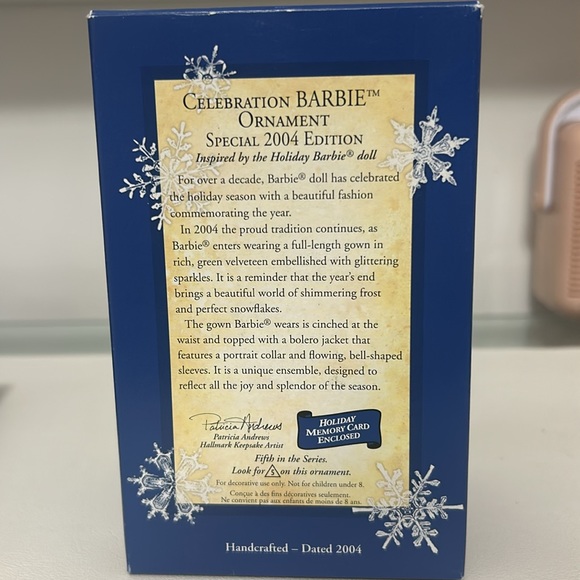 CELEBRATION BARBIE™
ORNAMENT
SPECIAL 2004 EDITION
Inspired by the Holiday Barbie® doll
For over a decade, Barbie® doll has celebrated
the holiday season with a beautiful fashion
commemorating the year.
In 2004 the proud tradition continues, as
Barbie® enters wearing a full-length gown in
rich, green velveteen embellished with glittering
sparkles. It is a reminder that the year's end
brings a beautiful world of shimmering frost
and perfect snowflakes.
The gown Barbie® wears is cinched at the
waist and topped with a bolero jacket that
features a portrait collar and flowing, bell-shaped
sleeves. It is a unique ensemble, designed to
reflect all the joy and splendor of the season.
Patricia Andrews
Patricia Andrews
Hallmark Keepsake Artist
HOLIDAY
MEMORY CARD
ENCLOSED
Fifth in the Series.
Look for 5 on this ornament.
For decorative use only. Not for children under 8.
Conçue à des fins décoratives seulement.
Ne convient pas aux enfants de moins de 8 ans.
Handcrafted – Dated 2004